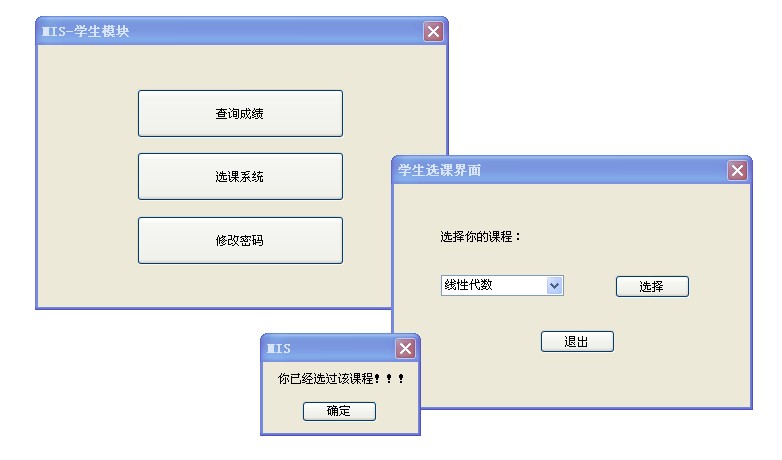 MIS-学生模块
查询成绩
选课系统
修改密码
学生选课界面
选择你的课程：
线性代数
选择
退出
MIS
你已经选过该课程！！！
确定